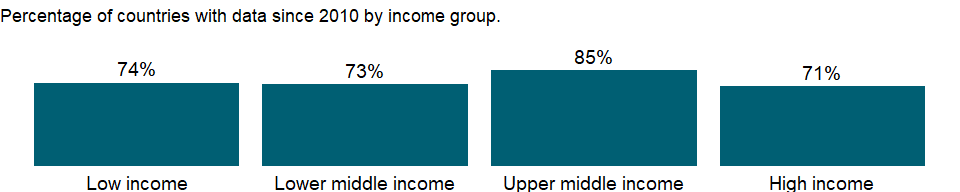 Percentage of countries with data since 2010 by income group.
74%
73%
85%
71%
Low income
Lower middle income
Upper middle income
High income